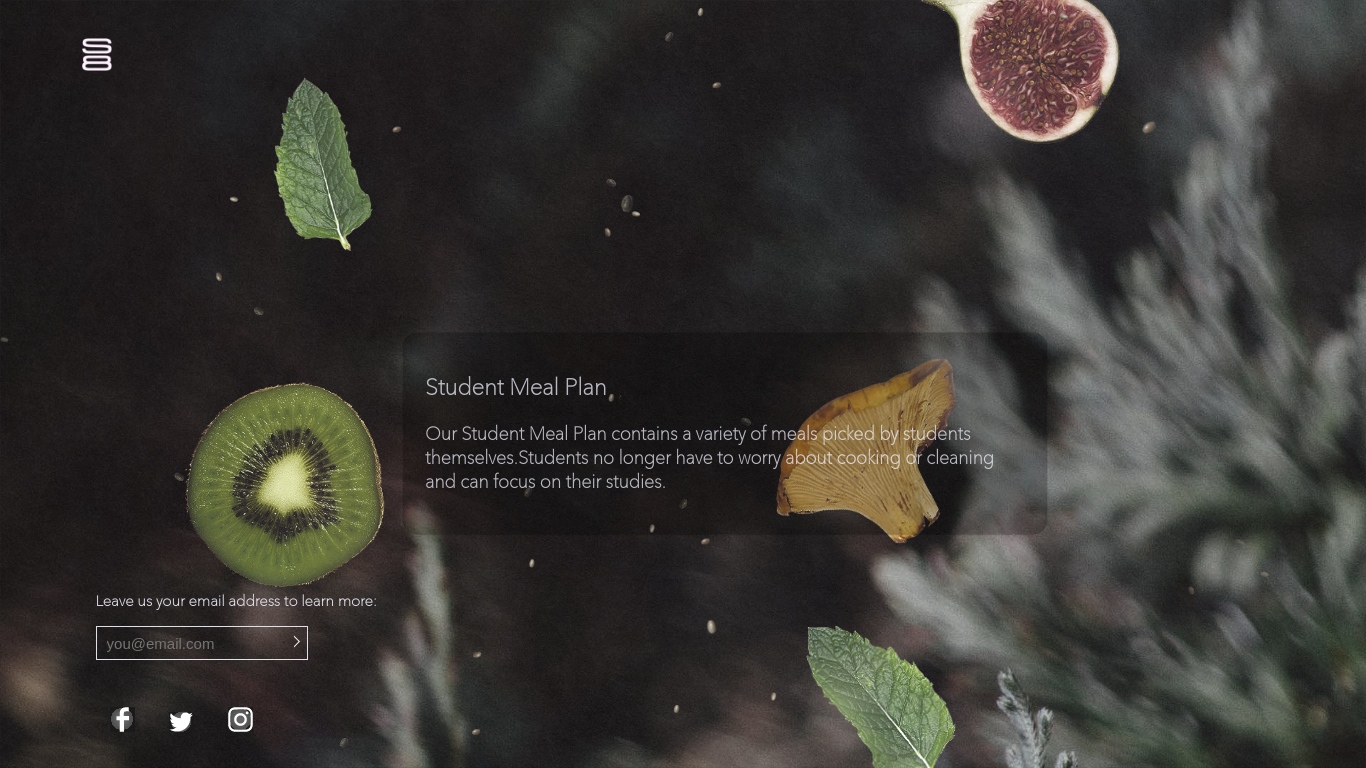 Student Meal Plan
Our Student Meal Plan contains a variety of meals picked by students
themselves.Students no longer have to worry about cooking or cleaning
and can focus on their studies.
Leave us your email address to learn more:
you@email.com